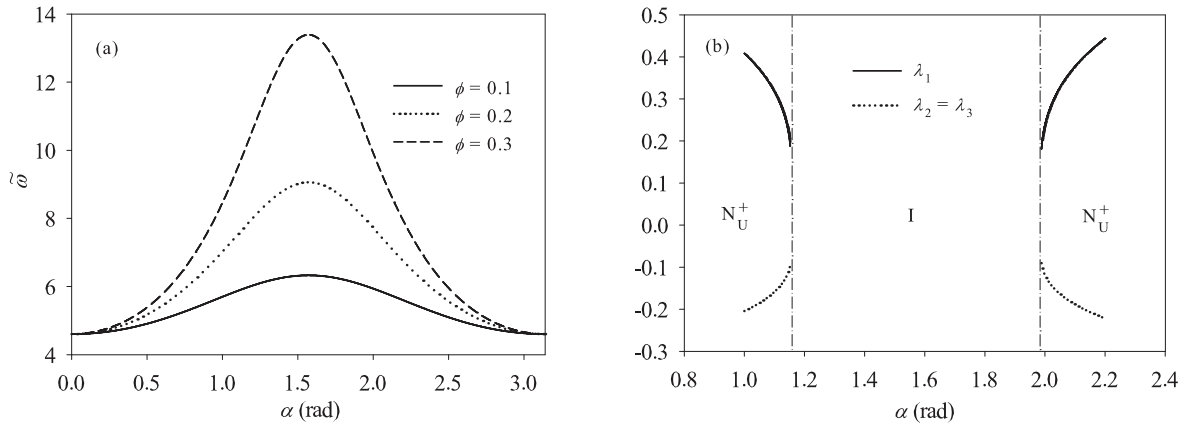 (a)
14
12
10
8
6
4
ω̃
ϕ = 0.1
ϕ = 0.2
ϕ = 0.3
0.0 0.5 1.0 1.5 2.0 2.5 3.0
α (rad)
(b)
0.5
0.4
0.3
0.2
0.1
0.0
-0.1
-0.2
-0.3
λ₁
λ₂ = λ₃
N_U^+ I N_U^+
0.8 1.0 1.2 1.4 1.6 1.8 2.0 2.2 2.4
α (rad)